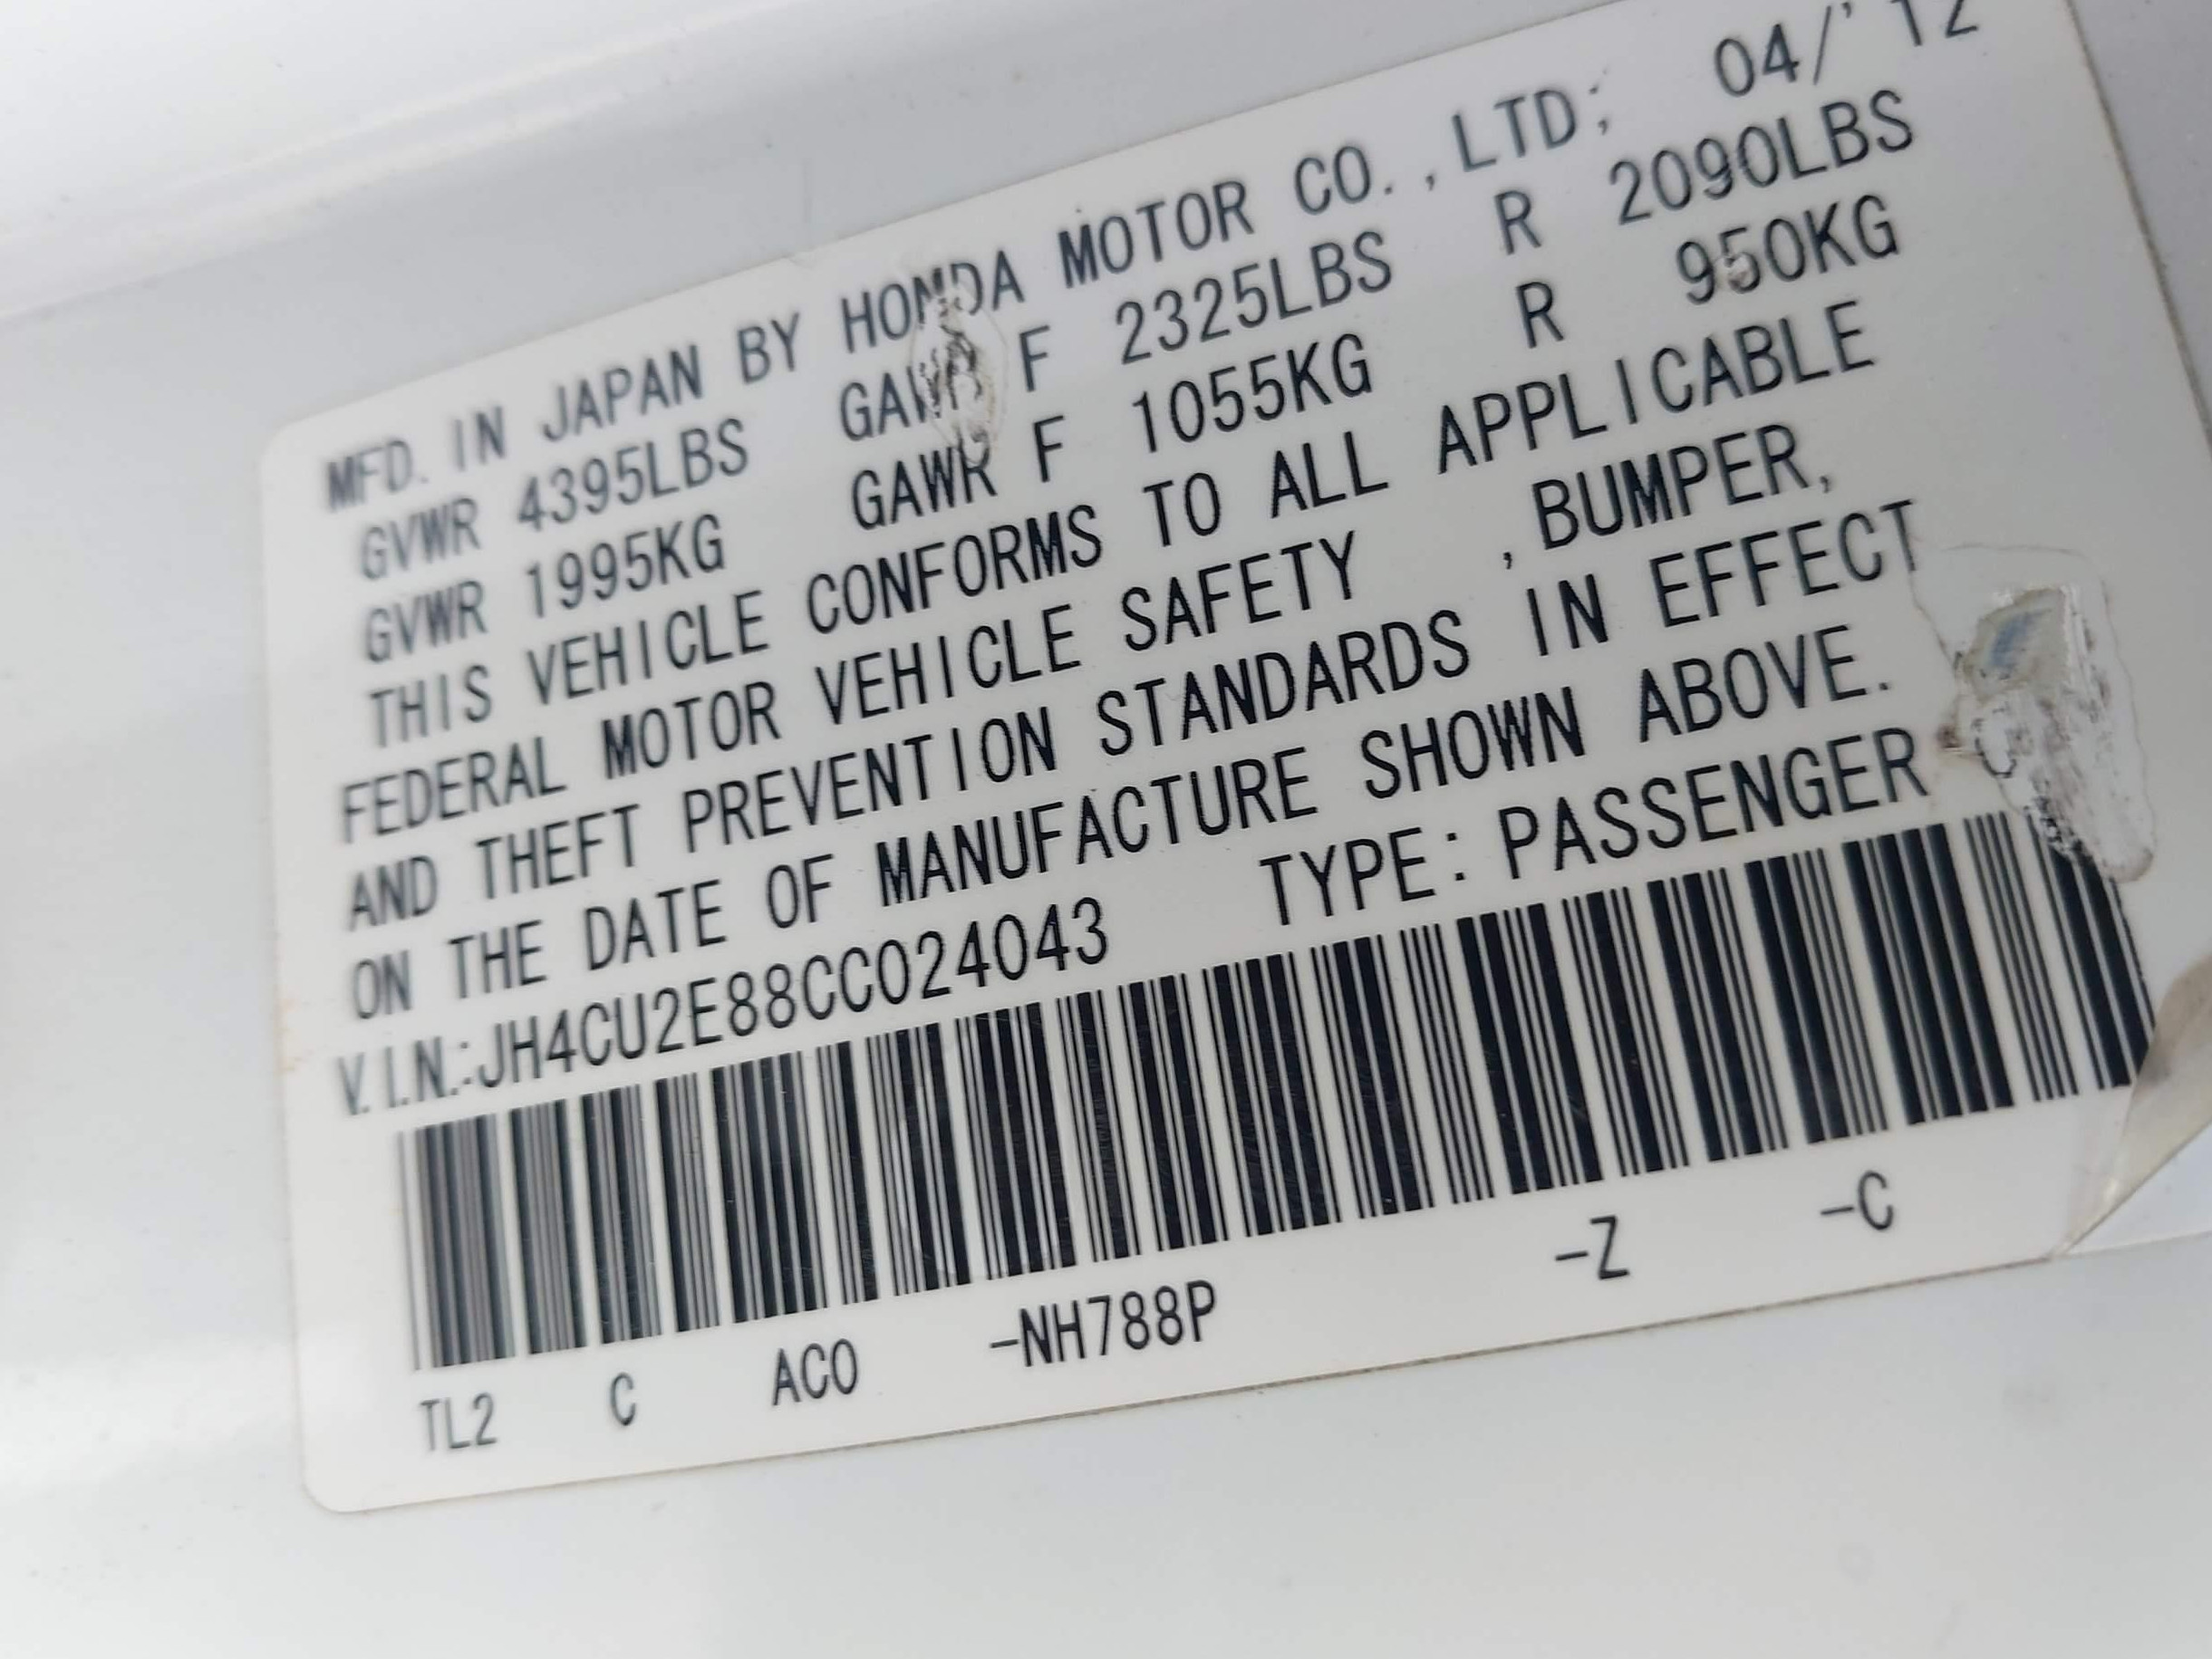 MFD. IN JAPAN BY HONDA MOTOR CO.,LTD; 04/'12
GVWR 4395LBS GAWR F 2325LBS R 2090LBS
GVWR 1995KG GAWR F 1055KG R 950KG
THIS VEHICLE CONFORMS TO ALL APPLICABLE
FEDERAL MOTOR VEHICLE SAFETY ,BUMPER,
AND THEFT PREVENTION STANDARDS IN EFFECT
ON THE DATE OF MANUFACTURE SHOWN ABOVE.
V.I.N.:JH4CU2E88CC024043 TYPE:PASSENGER
TL2 C AC0 -NH788P -Z -C